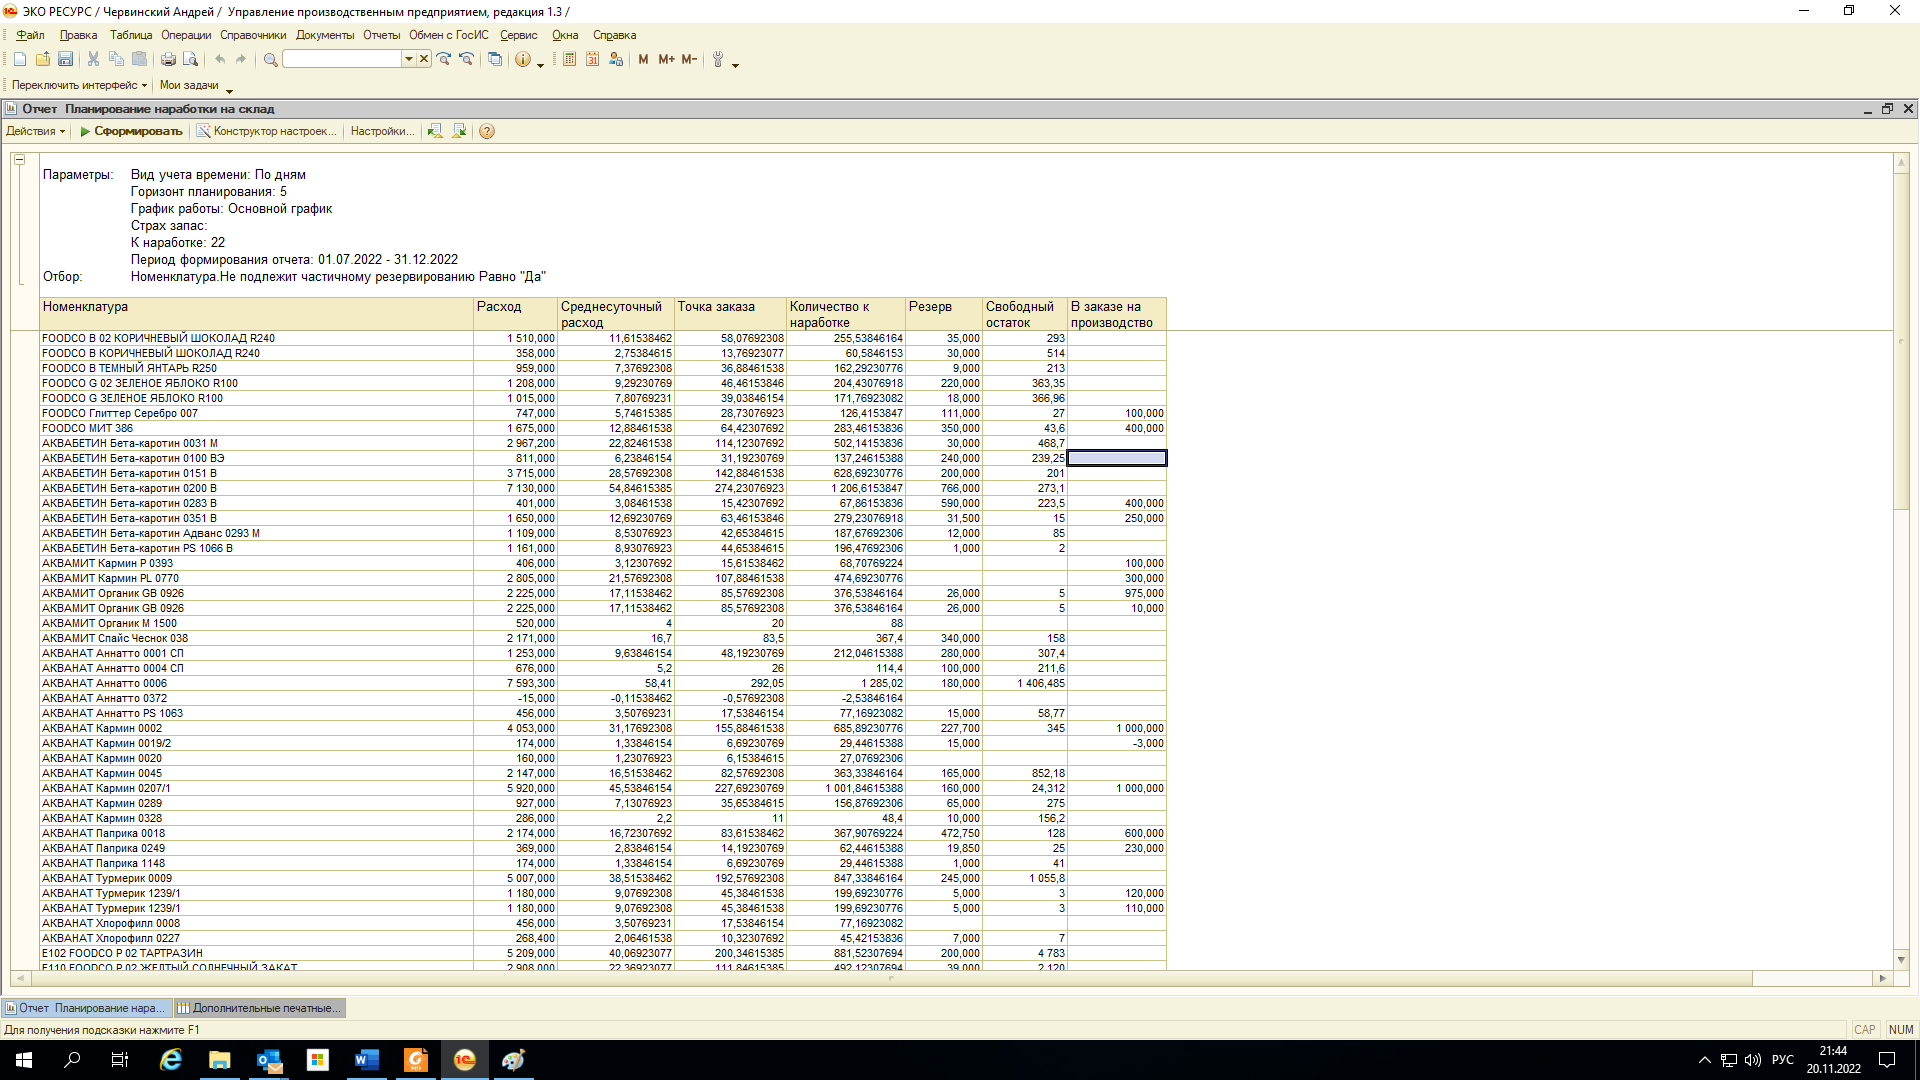 ЭКО РЕСУРС / Червинский Андрей / Управление производственным предприятием, редакция 1.3 /
Файл Правка Таблица Операции Справочники Документы Отчеты Обмен с ГосИС Сервис Окна Справка
M M+ M-
Переключить интерфейс Мои задачи
Отчет Планирование наработки на склад
Действия Сформировать Конструктор настроек... Настройки...
Параметры: Вид учета времени: По дням
Горизонт планирования: 5
График работы: Основной график
Страх запас:
К наработке: 22
Период формирования отчета: 01.07.2022 - 31.12.2022
Отбор: Номенклатура.Не подлежит частичному резервированию Равно "Да"
Номенклатура Расход Среднесуточный расход Точка заказа Количество к наработке Резерв Свободный остаток В заказе на производство
FOODCO B 02 КОРИЧНЕВЫЙ ШОКОЛАД R240 1 510,000 11,61538462 58,07692308 255,53846164 35,000 293
FOODCO B КОРИЧНЕВЫЙ ШОКОЛАД R240 358,000 2,75384615 13,76923077 60,5846153 30,000 514
FOODCO B ТЕМНЫЙ ЯНТАРЬ R250 959,000 7,37692308 36,88461538 162,29230776 9,000 213
FOODCO G 02 ЗЕЛЕНОЕ ЯБЛОКО R100 1 208,000 9,29230769 46,46153846 204,43076918 220,000 363,35
FOODCO G ЗЕЛЕНОЕ ЯБЛОКО R100 1 015,000 7,80769231 39,03846154 171,76923082 18,000 366,96
FOODCO Глиттер Серебро 007 747,000 5,74615385 28,73076923 126,4153847 111,000 27 100,000
FOODCO МИТ 386 1 675,000 12,88461538 64,42307692 283,46153836 350,000 43,6 400,000
АКВАБЕТИН Бета-каротин 0031 М 2 967,200 22,82461538 114,12307692 502,14153836 30,000 468,7
АКВАБЕТИН Бета-каротин 0100 ВЭ 811,000 6,23846154 31,19230769 137,24615388 240,000 239,25
АКВАБЕТИН Бета-каротин 0151 В 3 715,000 28,57692308 142,88461538 628,69230776 200,000 201
АКВАБЕТИН Бета-каротин 0200 В 7 130,000 54,84615385 274,23076923 1 206,6153847 766,000 273,1
АКВАБЕТИН Бета-каротин 0283 В 401,000 3,08461538 15,42307692 67,86153836 590,000 223,5 400,000
АКВАБЕТИН Бета-каротин 0351 В 1 650,000 12,69230769 63,46153846 279,23076918 31,500 15 250,000
АКВАБЕТИН Бета-каротин Адванс 0293 М 1 109,000 8,53076923 42,65384615 187,67692306 12,000 85
АКВАБЕТИН Бета-каротин PS 1066 В 1 161,000 8,93076923 44,65384615 196,47692306 1,000 2
АКВАМИТ Кармин Р 0393 406,000 3,12307692 15,61538462 68,70769224 100,000
АКВАМИТ Кармин PL 0770 2 805,000 21,57692308 107,88461538 474,69230776 300,000
АКВАМИТ Органик GB 0926 2 225,000 17,11538462 85,57692308 376,53846164 26,000 5 975,000
АКВАМИТ Органик GB 0926 2 225,000 17,11538462 85,57692308 376,53846164 26,000 5 10,000
АКВАМИТ Органик М 1500 520,000 4 20 88
АКВАМИТ Спайс Чеснок 038 2 171,000 16,7 83,5 367,4 340,000 158
АКВАНАТ Аннатто 0001 СП 1 253,000 9,63846154 48,19230769 212,04615388 280,000 307,4
АКВАНАТ Аннатто 0004 СП 676,000 5,2 26 114,4 100,000 211,6
АКВАНАТ Аннатто 0006 7 593,300 58,41 292,05 1 285,02 180,000 1 406,485
АКВАНАТ Аннатто 0372 -15,000 -0,11538462 -0,57692308 -2,53846164
АКВАНАТ Аннатто PS 1063 456,000 3,50769231 17,53846154 77,16923082 15,000 58,77
АКВАНАТ Кармин 0002 4 053,000 31,17692308 155,88461538 685,89230776 227,700 345 1 000,000
АКВАНАТ Кармин 0019/2 174,000 1,33846154 6,69230769 29,44615388 15,000 -3,000
АКВАНАТ Кармин 0020 160,000 1,23076923 6,15384615 27,07692306
АКВАНАТ Кармин 0045 2 147,000 16,51538462 82,57692308 363,33846164 165,000 852,18
АКВАНАТ Кармин 0207/1 5 920,000 45,53846154 227,69230769 1 001,84615388 160,000 24,312 1 000,000
АКВАНАТ Кармин 0289 927,000 7,13076923 35,65384615 156,87692306 65,000 275
АКВАНАТ Кармин 0328 286,000 2,2 11 48,4 10,000 156,2
АКВАНАТ Паприка 0018 2 174,000 16,72307692 83,61538462 367,90769224 472,750 128 600,000
АКВАНАТ Паприка 0249 369,000 2,83846154 14,19230769 62,44615388 19,850 25 230,000
АКВАНАТ Паприка 1148 174,000 1,33846154 6,69230769 29,44615388 1,000 41
АКВАНАТ Турмерик 0009 5 007,000 38,51538462 192,57692308 847,33846164 245,000 1 055,8
АКВАНАТ Турмерик 1239/1 1 180,000 9,07692308 45,38461538 199,69230776 5,000 3 120,000
АКВАНАТ Турмерик 1239/1 1 180,000 9,07692308 45,38461538 199,69230776 5,000 3 110,000
АКВАНАТ Хлорофилл 0008 456,000 3,50769231 17,53846154 77,16923082
АКВАНАТ Хлорофилл 0227 268,400 2,06461538 10,32307692 45,42153836 7,000 7
Е102 FOODCO P 02 ТАРТРАЗИН 5 209,000 40,06923077 200,34615385 881,52307694 200,000 4 783
Е110 FOODCO P 02 ЖЕЛТЫЙ СОЛНЕЧНЫЙ ЗАКАТ 2 908,000 22,36923077 111,84615385 492,12307694 39,000 2 120
Отчет Планирование нара... Дополнительные печатные...
Для получения подсказки нажмите F1
CAP NUM
РУС 21:44
20.11.2022